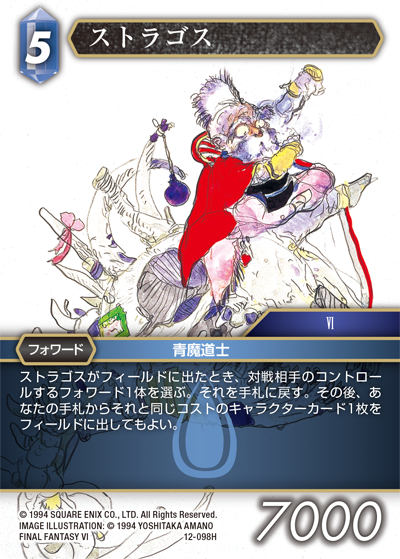 5
ストラゴス
VI
フォワード
青魔道士
ストラゴスがフィールドに出たとき、対戦相手のコントロー
ルするフォワード1体を選ぶ。それを手札に戻す。その後、あ
なたの手札からそれと同じコストのキャラクターカード1枚を
フィールドに出してもよい。
© 1994 SQUARE ENIX CO., LTD. All Rights Reserved.
IMAGE ILLUSTRATION: © 1994 YOSHITAKA AMANO
FINAL FANTASY VI
12-098H
7000